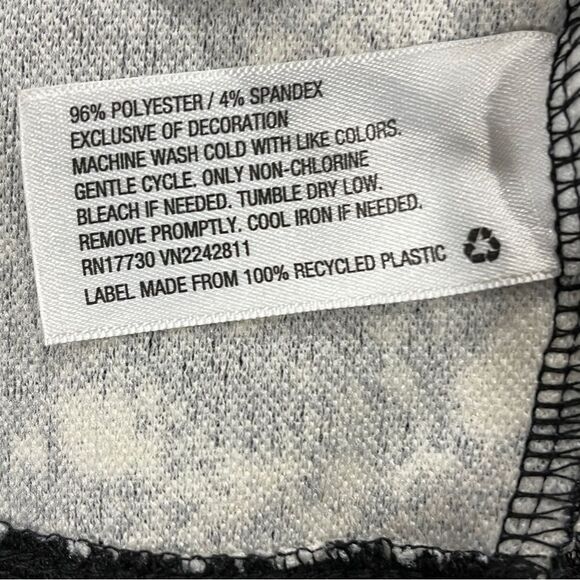 96% POLYESTER / 4% SPANDEX
EXCLUSIVE OF DECORATION
MACHINE WASH COLD WITH LIKE COLORS.
GENTLE CYCLE. ONLY NON-CHLORINE
BLEACH IF NEEDED. TUMBLE DRY LOW.
REMOVE PROMPTLY. COOL IRON IF NEEDED.
RN17730 VN2242811
LABEL MADE FROM 100% RECYCLED PLASTIC